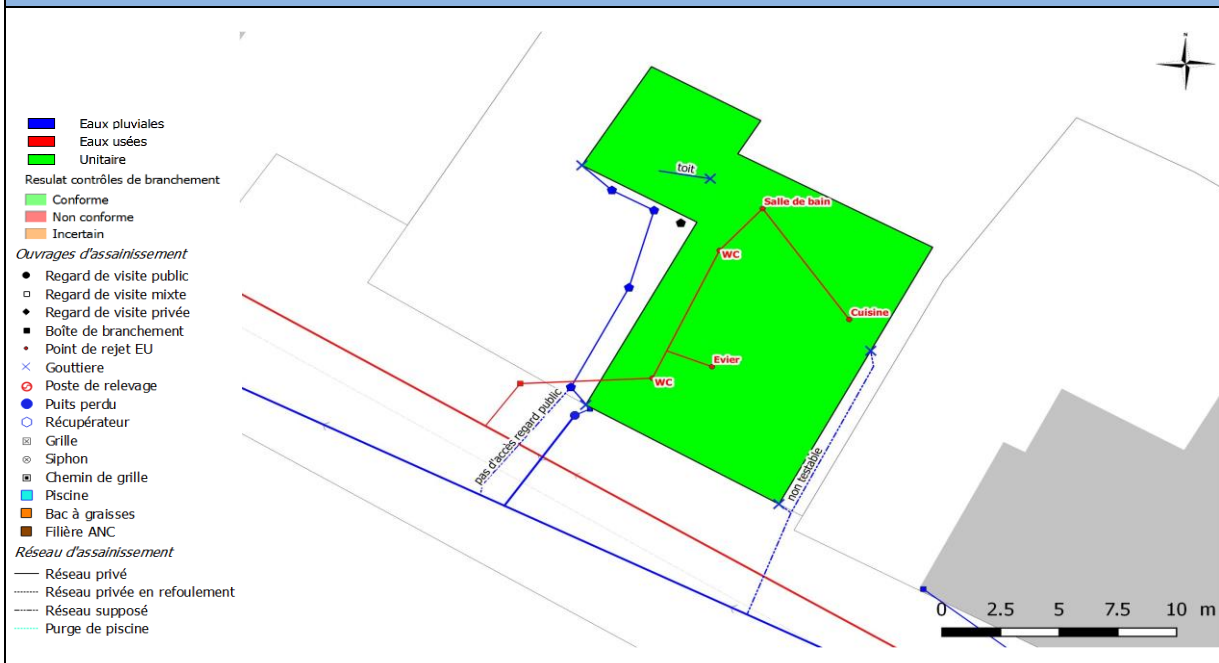 N
Eaux pluviales
Eaux usées
Unitaire
Resulat contrôles de branchement
Conforme
Non conforme
Incertain
Ouvrages d'assainissement
Regard de visite public
Regard de visite mixte
Regard de visite privée
Boîte de branchement
Point de rejet EU
Gouttiere
Poste de relevage
Puits perdu
Récupérateur
Grille
Siphon
Chemin de grille
Piscine
Bac à graisses
Filière ANC
Réseau d'assainissement
Réseau privé
Réseau privée en refoulement
Réseau supposé
Purge de piscine
toit
Salle de bain
WC
Cuisine
Evier
WC
pas d'accès regard public
non testable
0 2.5 5 7.5 10 m